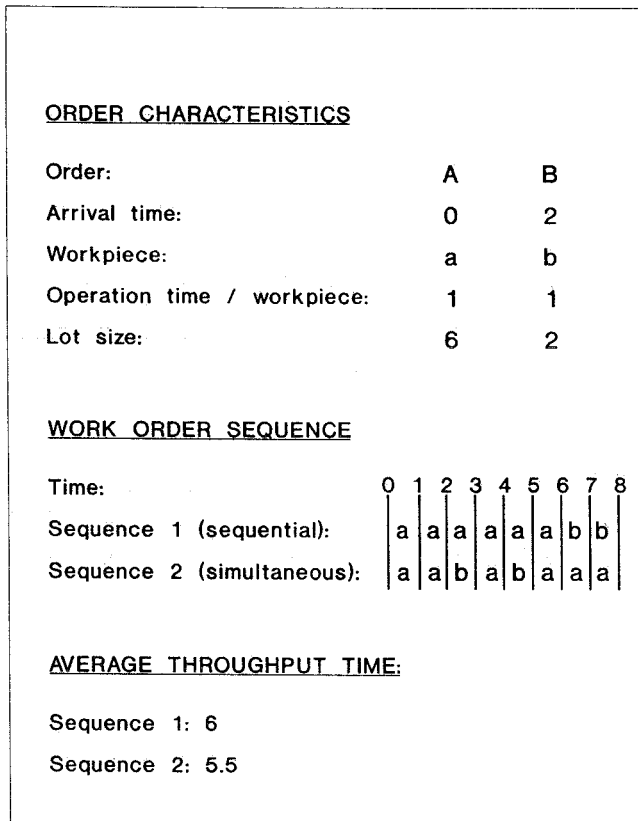 ORDER CHARACTERISTICS
Order: A B
Arrival time: 0 2
Workpiece: a b
Operation time / workpiece: 1 1
Lot size: 6 2
WORK ORDER SEQUENCE
Time: 0 1 2 3 4 5 6 7 8
Sequence 1 (sequential): a a a a a a b b
Sequence 2 (simultaneous): a a b a b a a a
AVERAGE THROUGHPUT TIME:
Sequence 1: 6
Sequence 2: 5.5